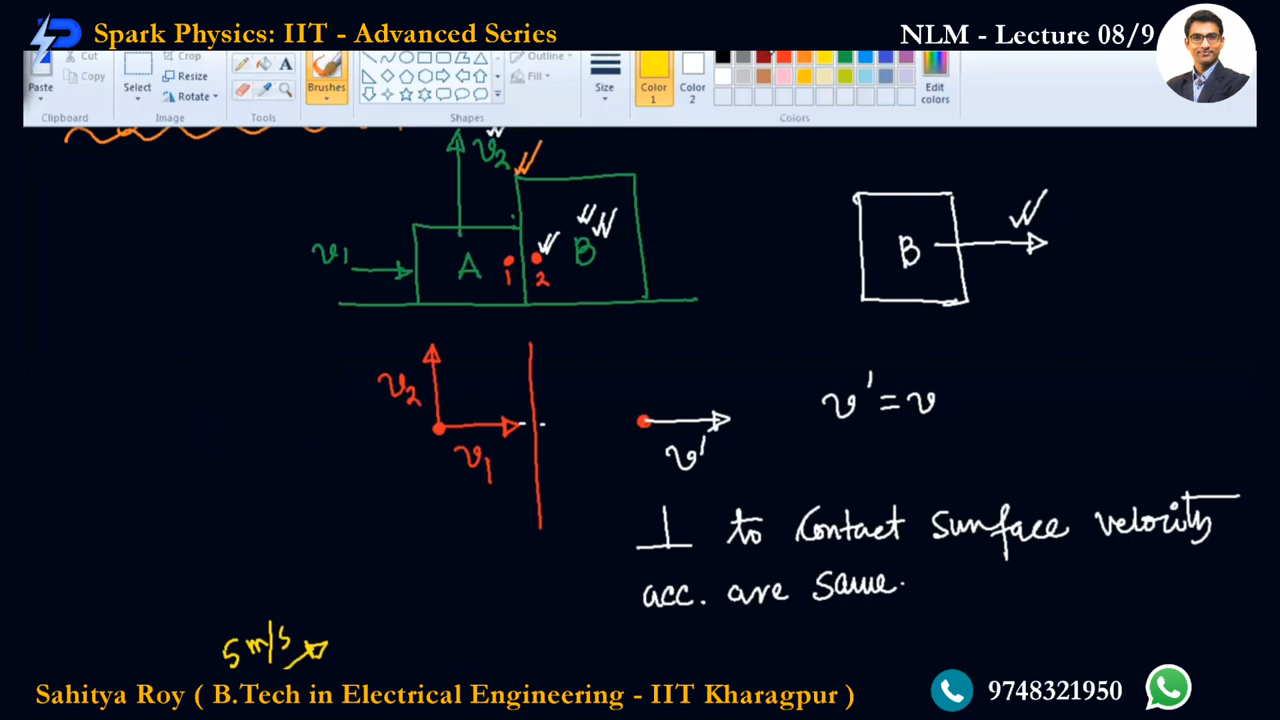 Spark Physics: IIT - Advanced Series
NLM - Lecture 08/9
Cut
Crop
Outline
Copy
Resize
Fill
Paste
Select
Rotate
A
Brushes
Size
Color 1
Color 2
Edit colors
Clipboard
Image
Tools
Shapes
Colors
v2
v1
A
1
2
B
B
v2
v1
v'
v' = v
⊥ to contact surface velocity
acc. are same.
5 m/s
Sahitya Roy ( B.Tech in Electrical Engineering - IIT Kharagpur )
9748321950